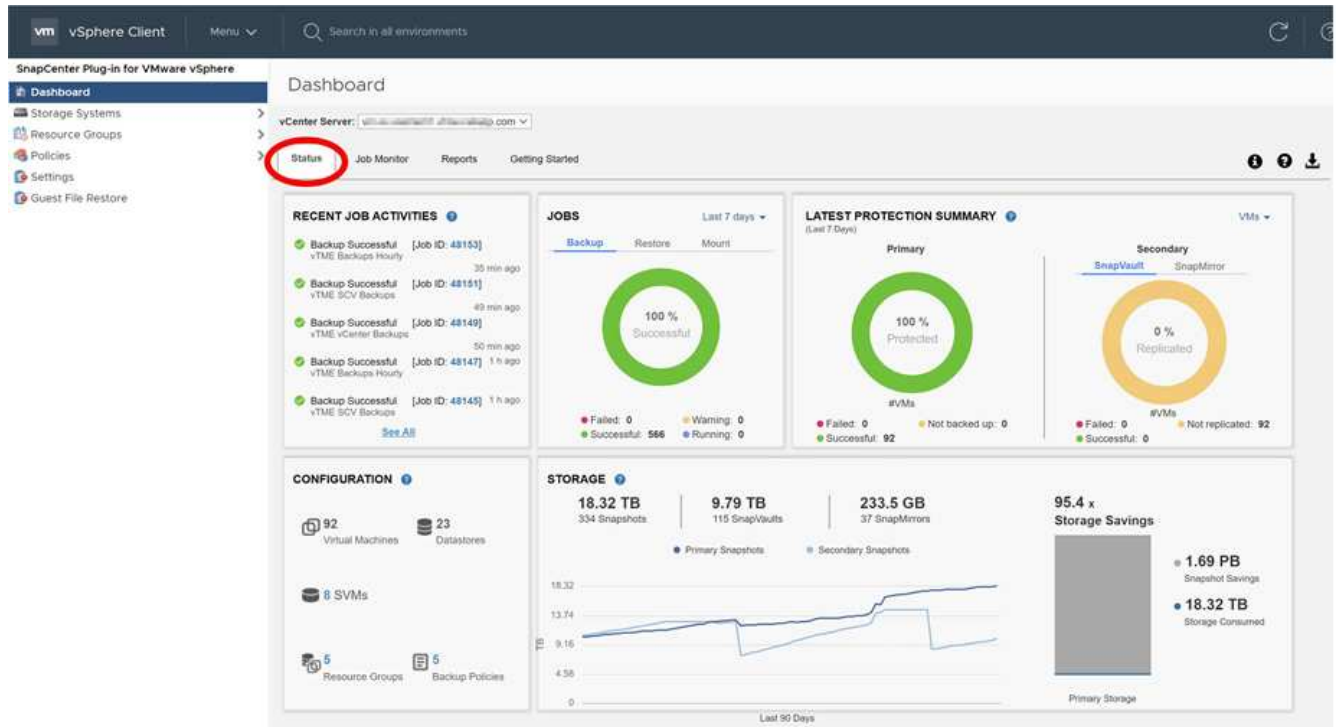 vm vSphere Client Menu Search in all environments
SnapCenter Plug-in for VMware vSphere
Dashboard
Storage Systems
Resource Groups
Policies
Settings
Guest File Restore
Dashboard
vCenter Server: .com
Status Job Monitor Reports Getting Started
RECENT JOB ACTIVITIES
Backup Successful [Job ID: 48153]
vTME Backups Hourly
35 min ago
Backup Successful [Job ID: 48151]
vTME SCV Backups
49 min ago
Backup Successful [Job ID: 48149]
vTME vCenter Backups
50 min ago
Backup Successful [Job ID: 48147] 1 h ago
vTME Backups Hourly
Backup Successful [Job ID: 48145] 1 h ago
vTME SCV Backups
See All
JOBS Last 7 days
Backup Restore Mount
100 %
Successful
Failed: 0 Warning: 0
Successful: 566 Running: 0
LATEST PROTECTION SUMMARY VMs
(Last 7 Days)
Primary
100 %
Protected
#VMs
Failed: 0 Not backed up: 0
Successful: 92
Secondary
SnapVault SnapMirror
0 %
Replicated
#VMs
Failed: 0 Not replicated: 92
Successful: 0
CONFIGURATION
92
Virtual Machines
23
Datastores
8 SVMs
5
Resource Groups
5
Backup Policies
STORAGE
18.32 TB
334 Snapshots
9.79 TB
115 SnapVaults
233.5 GB
37 SnapMirrors
Primary Snapshots Secondary Snapshots
18.32
13.74
9.16
4.58
0
TB
Last 90 Days
95.4 x
Storage Savings
1.69 PB
Snapshot Savings
18.32 TB
Storage Consumed
Primary Storage